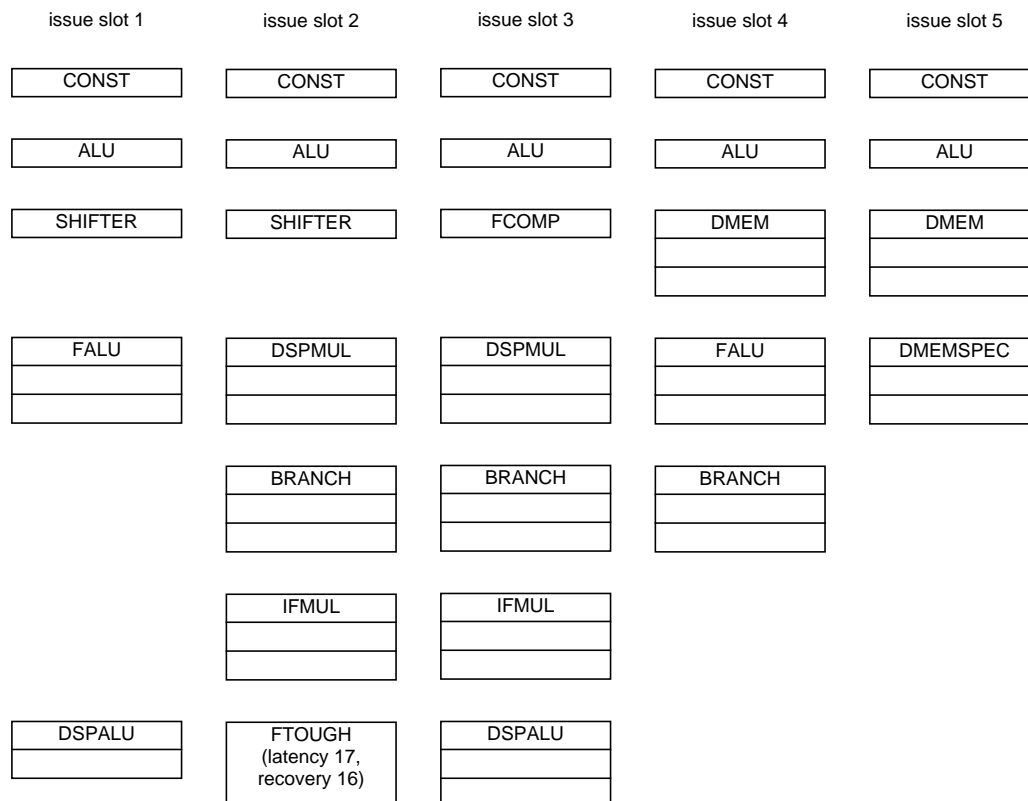 issue slot 1 issue slot 2 issue slot 3 issue slot 4 issue slot 5
CONST CONST CONST CONST CONST
ALU ALU ALU ALU ALU
SHIFTER SHIFTER FCOMP DMEM DMEM
FALU DSPMUL DSPMUL FALU DMEMSPEC
BRANCH BRANCH BRANCH
IFMUL IFMUL
DSPALU FTOUGH DSPALU
(latency 17,
recovery 16)